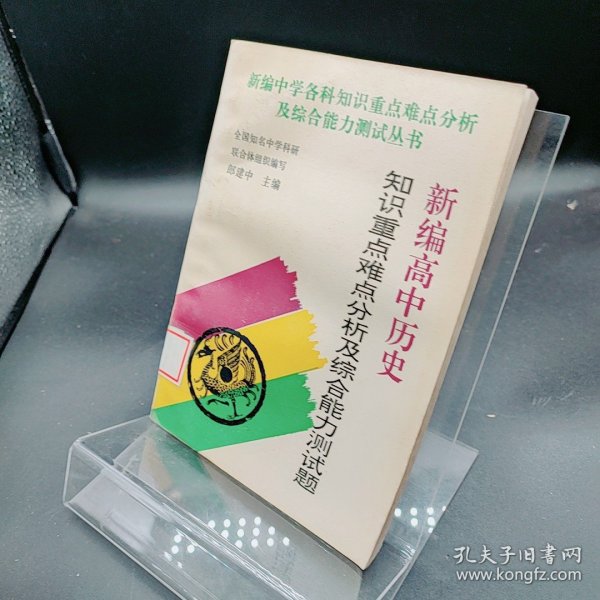 新编中学各科知识重点难点分析
及综合能力测试丛书
全国知名中学科研
联合体组织编写
郎建中 主编
新编高中历史
知识重点难点分析及综合能力测试题
孔夫子旧书网
www.kongfz.com